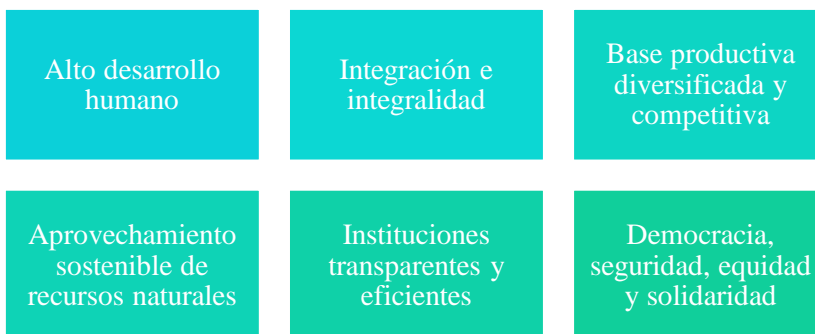 Alto desarrollo
humano
Integración e
integralidad
Base productiva
diversificada y
competitiva
Aprovechamiento
sostenible de
recursos naturales
Instituciones
transparentes y
eficientes
Democracia,
seguridad, equidad
y solidaridad